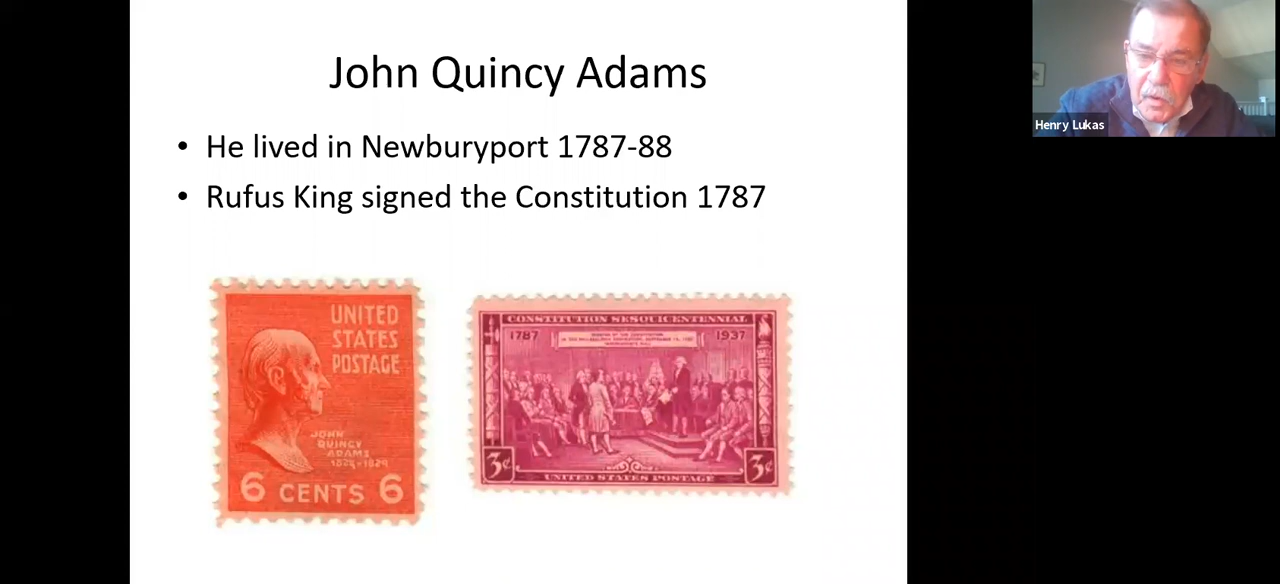 John Quincy Adams
• He lived in Newburyport 1787-88
• Rufus King signed the Constitution 1787
UNITED
STATES
POSTAGE
JOHN
QUINCY
ADAMS
1825-1829
6 CENTS 6
CONSTITUTION SESQUICENTENNIAL
1787 1937
3¢ 3¢
UNITED STATES POSTAGE
Henry Lukas